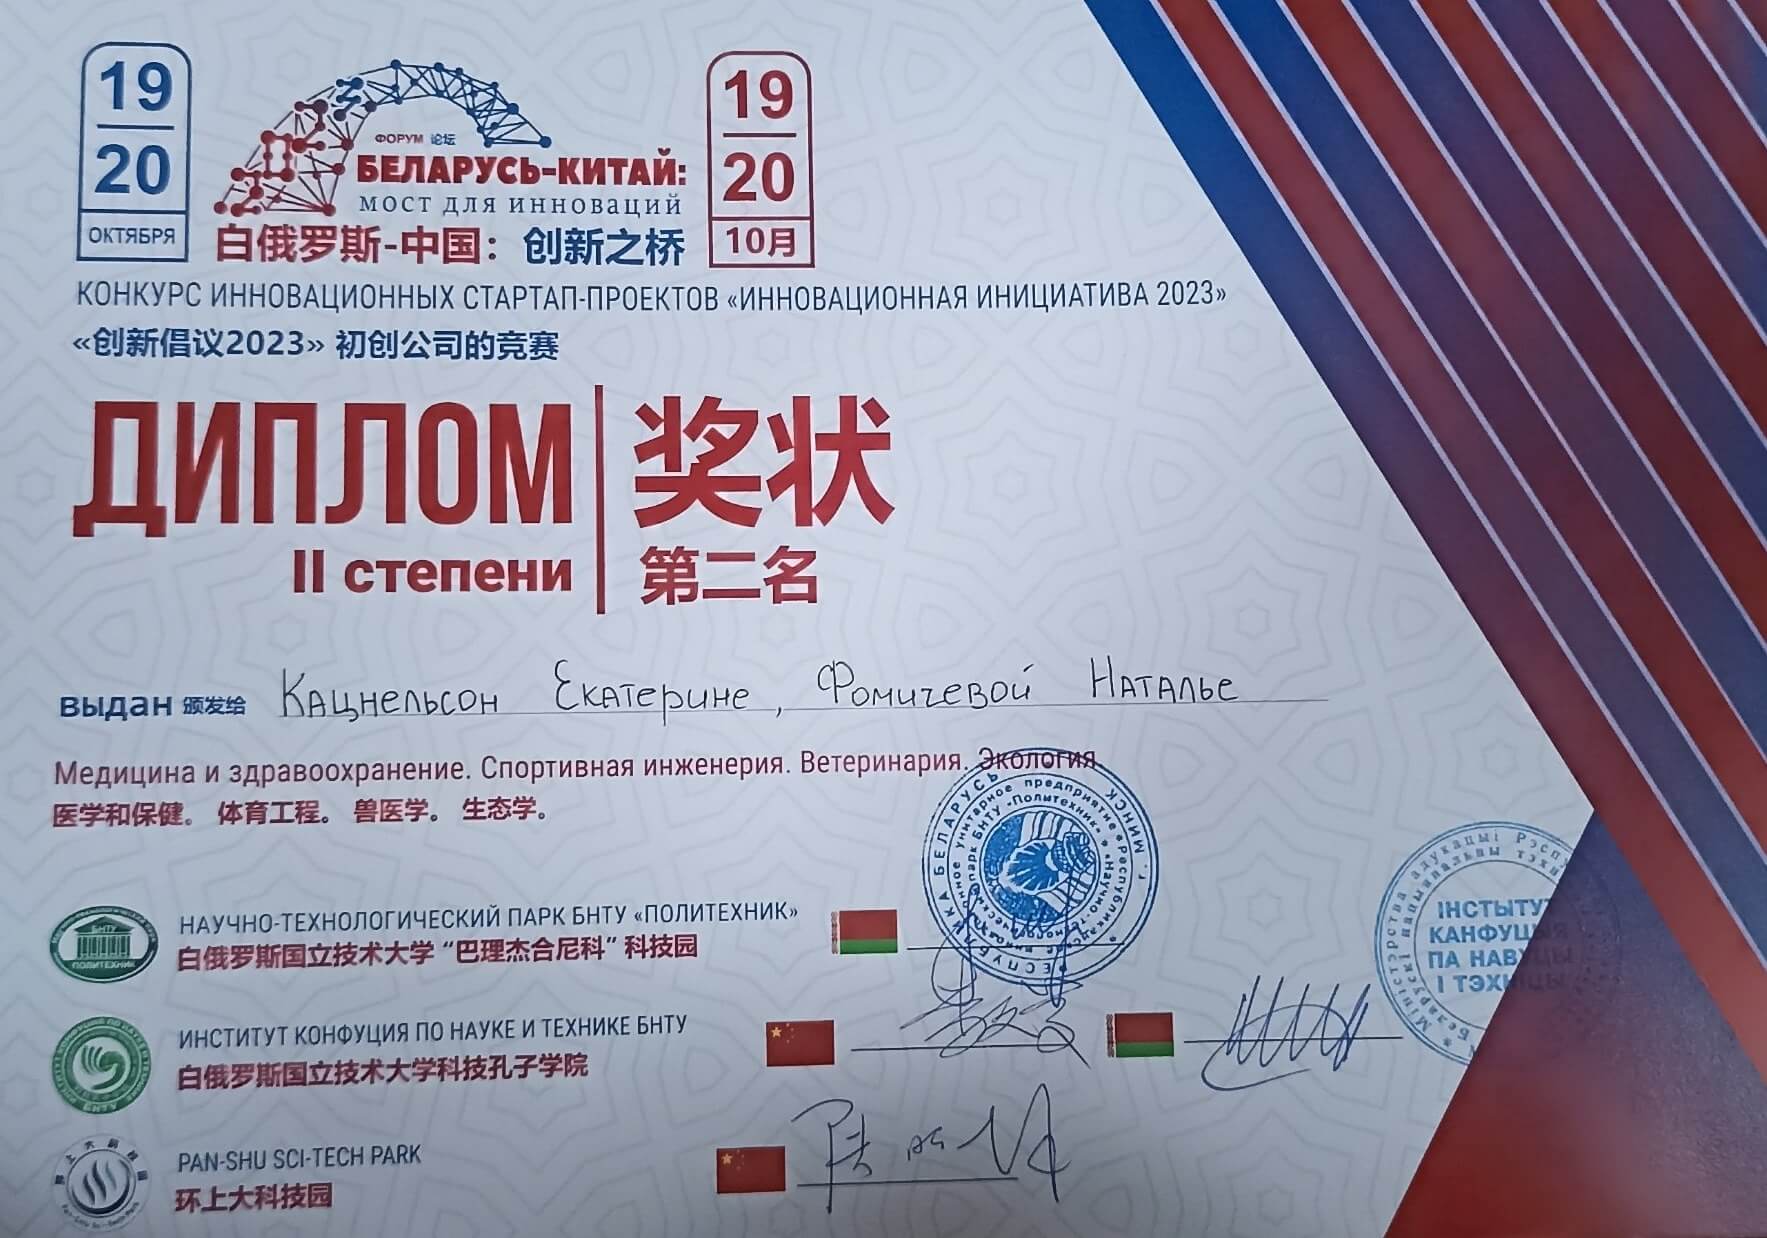 19
20
ОКТЯБРЯ
ФОРУМ 论坛
БЕЛАРУСЬ-КИТАЙ:
МОСТ ДЛЯ ИННОВАЦИЙ
白俄罗斯-中国：创新之桥
19
20
10月
КОНКУРС ИННОВАЦИОННЫХ СТАРТАП-ПРОЕКТОВ «ИННОВАЦИОННАЯ ИНИЦИАТИВА 2023»
«创新倡议2023» 初创公司的竞赛
ДИПЛОМ
II степени
奖状
第二名
выдан 颁发给 Кацнельсон Екатерине, Фомичевой Наталье
Медицина и здравоохранение. Спортивная инженерия. Ветеринария. Экология
医学和保健。 体育工程。 兽医学。 生态学。
БНТУ
ПОЛИТЕХНИК
НАУЧНО-ТЕХНОЛОГИЧЕСКИЙ ПАРК БНТУ «ПОЛИТЕХНИК»
白俄罗斯国立技术大学 “巴理杰合尼科” 科技园
ИНСТИТУТ КОНФУЦИЯ ПО НАУКЕ И ТЕХНИКЕ БНТУ
白俄罗斯国立技术大学科技孔子学院
PAN-SHU SCI-TECH PARK
环上大科技园
ІНСТЫТУТ
КАНФУЦЫЯ
ПА НАВУЦЫ
І ТЭХНІЦЫ